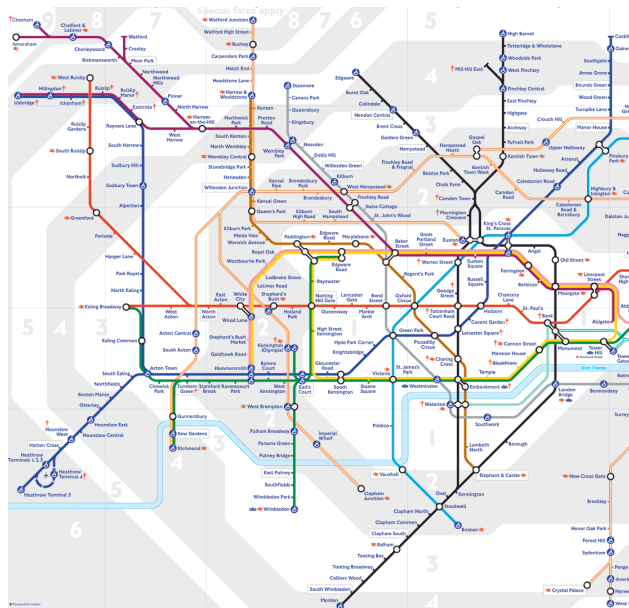 Special fares apply
9
8
7
8
7
5
Chesham
Chalfont &
Latimer
Amersham
Chorleywood
Rickmansworth
Watford
Croxley
Moor Park
Northwood
Northwood
Hills
Pinner
North Harrow
Harrow-
on-the-Hill
West
Harrow
West Ruislip
Hillingdon
Ruislip
Ruislip
Manor
Uxbridge
Ickenham
Eastcote
Rayners Lane
Ruislip
Gardens
South Ruislip
Northolt
Greenford
Perivale
Hanger Lane
South Harrow
Sudbury Hill
Sudbury Town
Alperton
Park Royal
North Ealing
Ealing Broadway
Watford Junction
Watford High Street
Bushey
Carpenders Park
Hatch End
Headstone Lane
Harrow &
Wealdstone
Kenton
Northwick
Park
Preston
Road
South Kenton
North Wembley
Wembley Central
Stonebridge Park
Harlesden
Willesden Junction
Kensal Green
Queen's Park
Kilburn Park
Maida Vale
Warwick Avenue
Royal Oak
Westbourne Park
Stanmore
Canons Park
Queensbury
Kingsbury
Wembley
Park
Neasden
Dollis Hill
Willesden Green
Kilburn
West Hampstead
Kensal
Rise
Brondesbury
Park
Brondesbury
Finchley Road
Swiss Cottage
St. John's Wood
Kilburn
High Road
South
Hampstead
Edgware
Burnt Oak
Colindale
Hendon Central
Brent Cross
Golders Green
Hampstead
Hampstead
Heath
Finchley Road
& Frognal
Belsize Park
Chalk Farm
Camden Town
Mornington
Crescent
High Barnet
Totteridge & Whetstone
Woodside Park
Mill Hill East
West Finchley
Finchley Central
East Finchley
Highgate
Archway
Gospel
Oak
Tufnell Park
Kentish Town
Kentish
Town West
Camden
Road
Crouch Hill
Upper Holloway
Southgate
Arnos Grove
Bounds Green
Wood Green
Turnpike Lane
Manor House
Arsenal
Holloway Road
Caledonian Road
Caledonian
Road &
Barnsbury
Euston
King's Cross
St. Pancras
Angel
Old Street
Farringdon
Barbican
Moorgate
Liverpool
Street
Aldgate
Paddington
Edgware
Road
Marylebone
Edgware
Road
Baker
Street
Great
Portland
Street
Warren Street
Euston
Square
Regent's Park
Russell
Square
Goodge
Street
Ladbroke Grove
Latimer Road
East
Acton
White
City
Shepherd's
Bush
Holland
Park
Notting
Hill Gate
Bayswater
Queensway
Lancaster
Gate
Marble
Arch
Bond
Street
Oxford
Circus
Tottenham
Court Road
Holborn
Chancery
Lane
St. Paul's
Bank
West
Acton
North
Acton
Wood Lane
Acton Central
South Acton
Shepherd's Bush
Market
Goldhawk Road
Hammersmith
Kensington
(Olympia)
Barons
Court
High Street
Kensington
Gloucester
Road
Hyde Park Corner
Knightsbridge
Green Park
Piccadilly
Circus
Covent Garden
Leicester Square
Charing
Cross
Cannon Street
Mansion House
Blackfriars
Temple
Monument
Tower
Hill
Ealing Common
Acton Town
South Ealing
Northfields
Boston Manor
Osterley
Hounslow East
Hounslow
West
Hounslow Central
Hatton Cross
Heathrow
Terminals 1, 2, 3
Heathrow
Terminal 4
Heathrow Terminal 5
Chiswick
Park
Turnham
Green
Stamford
Brook
Ravenscourt
Park
West
Kensington
Earl's
Court
South
Kensington
Sloane
Square
Victoria
St. James's
Park
Westminster
Embankment
Waterloo
River Thames
London
Bridge
Bermondsey
Southwark
Gunnersbury
Kew Gardens
Richmond
West Brompton
Fulham Broadway
Parsons Green
Putney Bridge
East Putney
Southfields
Wimbledon Park
Wimbledon
Imperial
Wharf
Clapham
Junction
Pimlico
Vauxhall
Lambeth
North
Borough
Elephant & Castle
Oval
Kennington
Stockwell
Brixton
Clapham North
Clapham Common
Clapham South
Balham
Tooting Bec
Tooting Broadway
Colliers Wood
South Wimbledon
Morden
New Cross Gate
Brockley
Honor Oak Park
Forest Hill
Sydenham
Crystal Palace